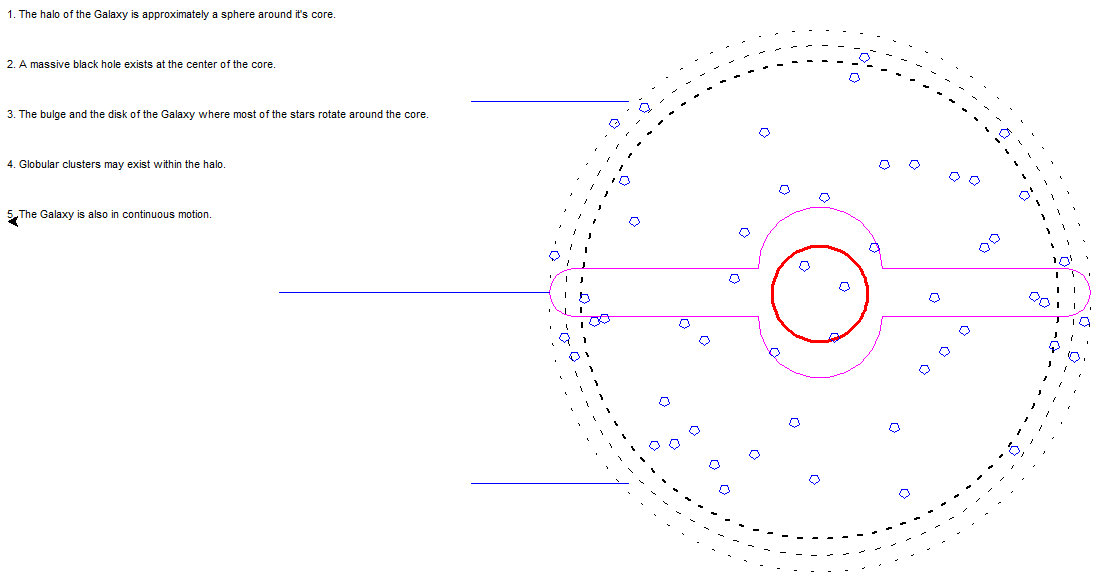 1. The halo of the Galaxy is approximately a sphere around it's core.
2. A massive black hole exists at the center of the core.
3. The bulge and the disk of the Galaxy where most of the stars rotate around the core.
4. Globular clusters may exist within the halo.
5. The Galaxy is also in continuous motion.